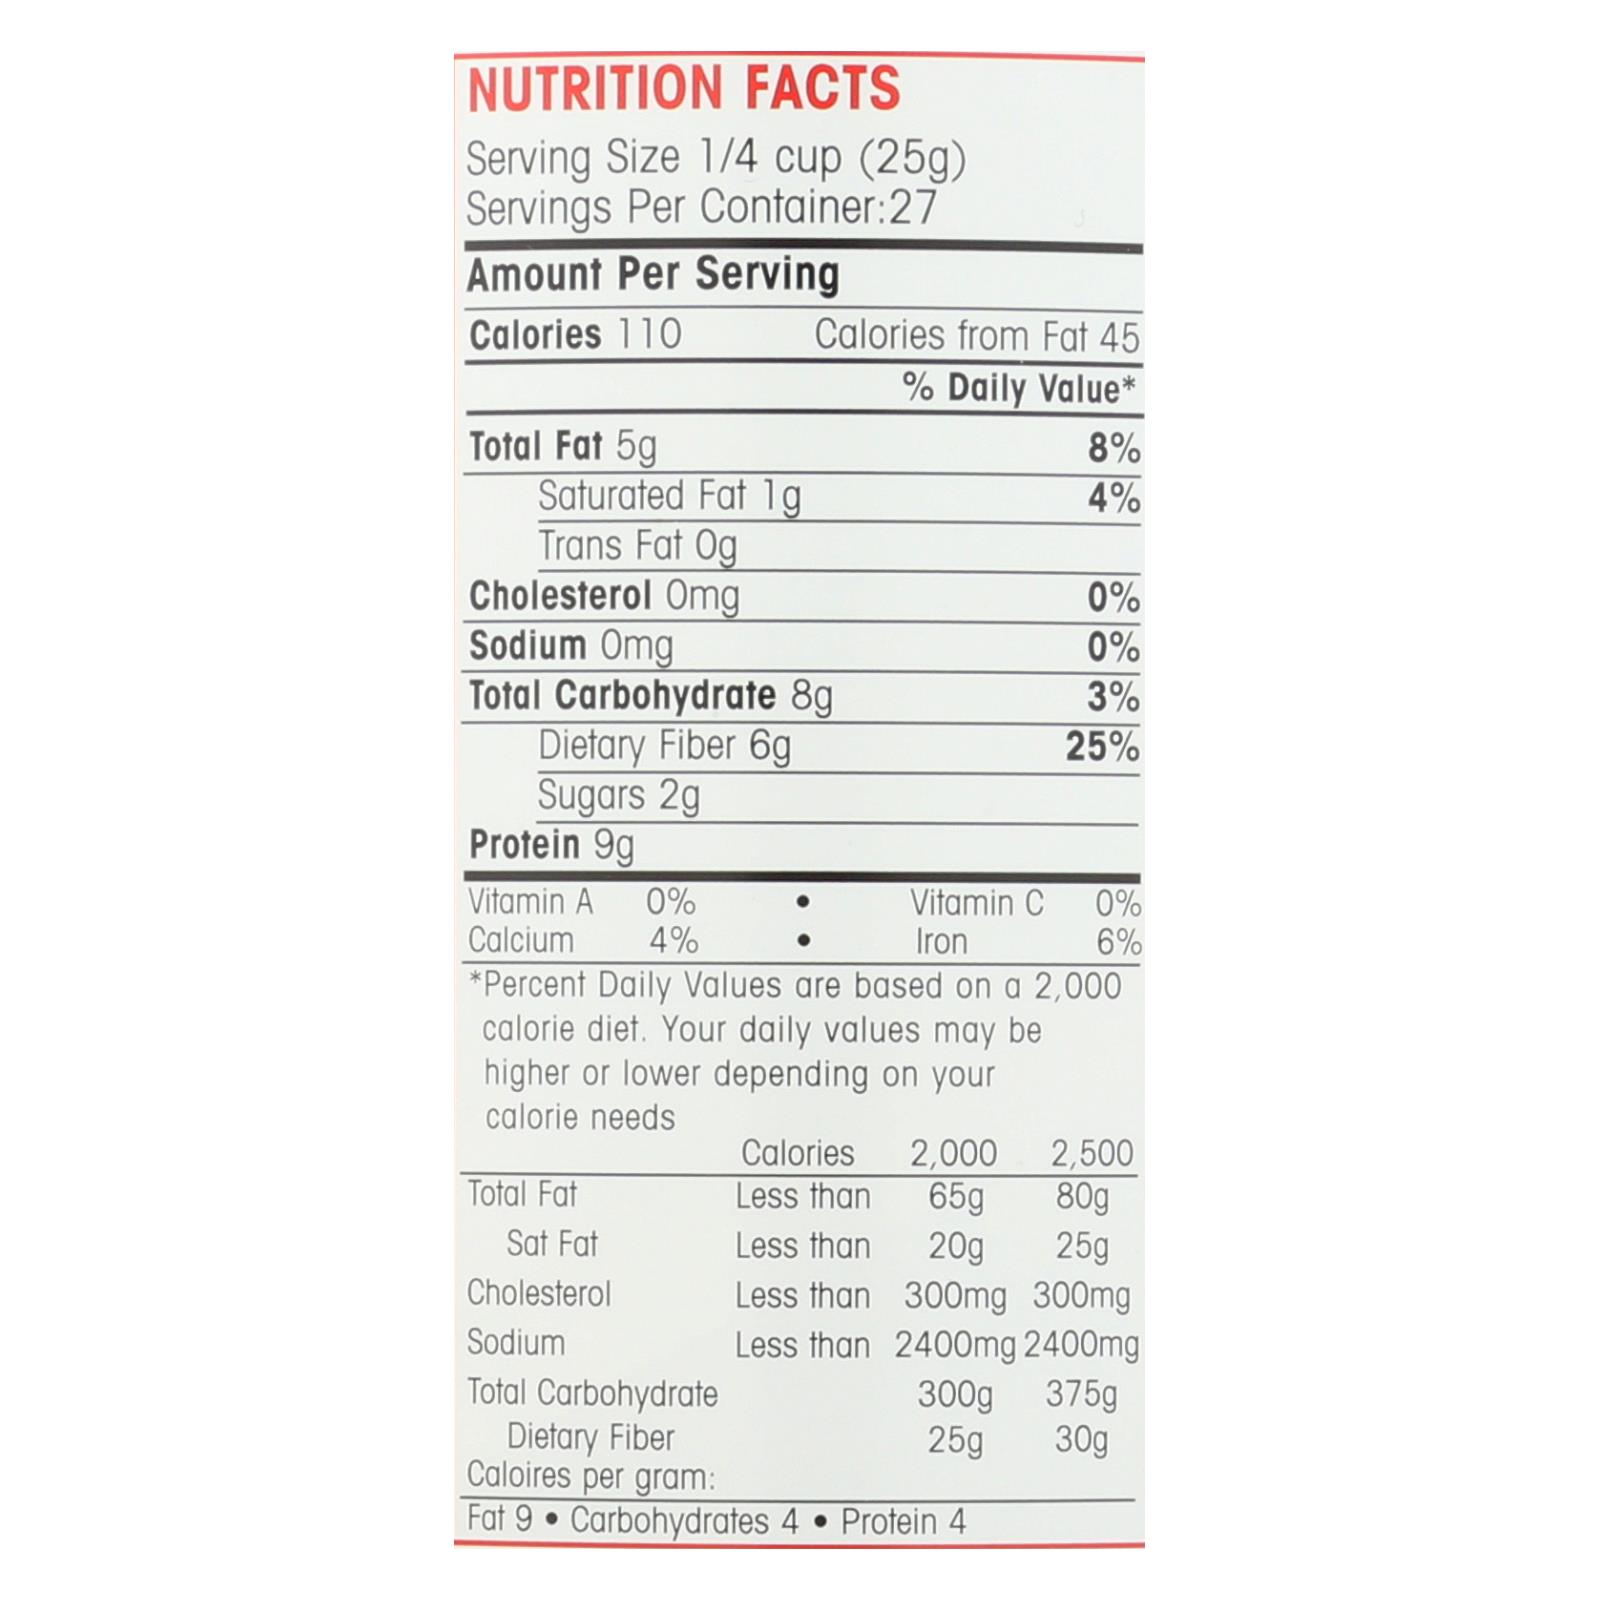 NUTRITION FACTS
Serving Size 1/4 cup (25g)
Servings Per Container:27
Amount Per Serving
Calories 110 Calories from Fat 45
% Daily Value*
Total Fat 5g 8%
Saturated Fat 1g 4%
Trans Fat 0g
Cholesterol 0mg 0%
Sodium 0mg 0%
Total Carbohydrate 8g 3%
Dietary Fiber 6g 25%
Sugars 2g
Protein 9g
Vitamin A 0% • Vitamin C 0%
Calcium 4% • Iron 6%
*Percent Daily Values are based on a 2,000
calorie diet. Your daily values may be
higher or lower depending on your
calorie needs
Calories 2,000 2,500
Total Fat Less than 65g 80g
Sat Fat Less than 20g 25g
Cholesterol Less than 300mg 300mg
Sodium Less than 2400mg 2400mg
Total Carbohydrate 300g 375g
Dietary Fiber 25g 30g
Caloires per gram:
Fat 9 • Carbohydrates 4 • Protein 4